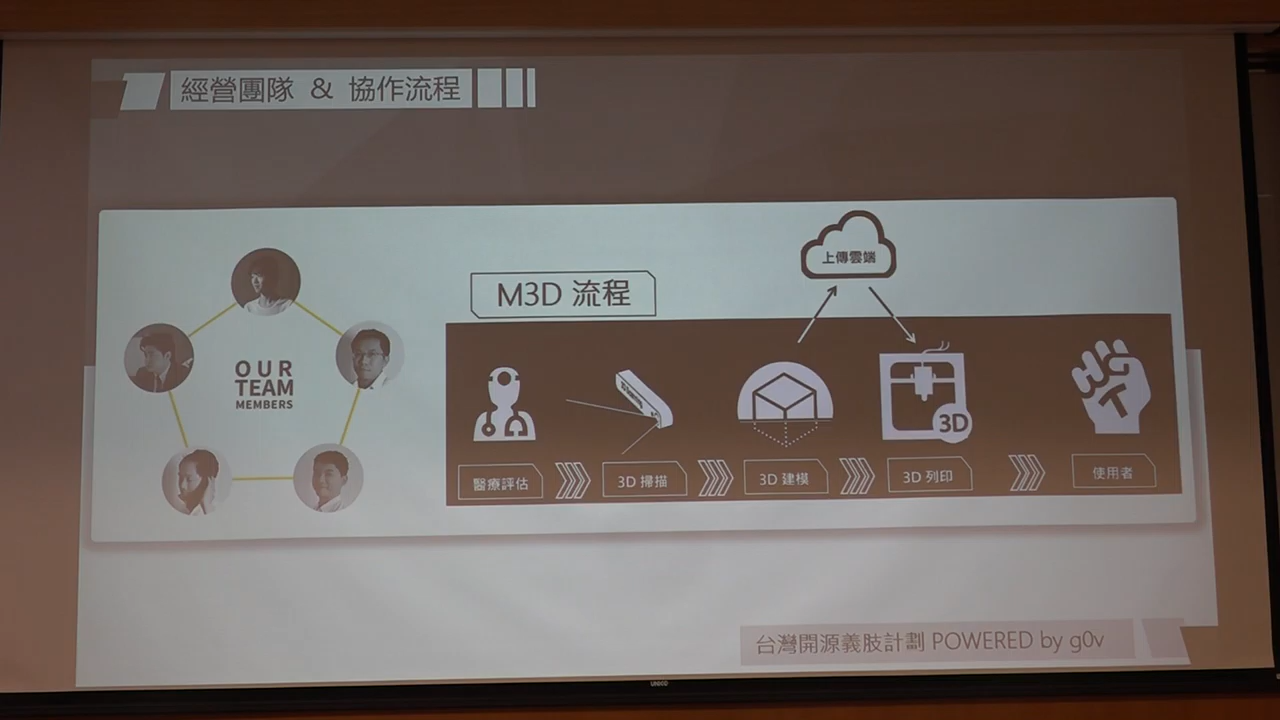 經營團隊 & 協作流程
OUR
TEAM
MEMBERS
M3D 流程
上傳雲端
3D
醫療評估
3D 掃描
3D 建模
3D 列印
使用者
台灣開源義肢計劃 POWERED by g0v